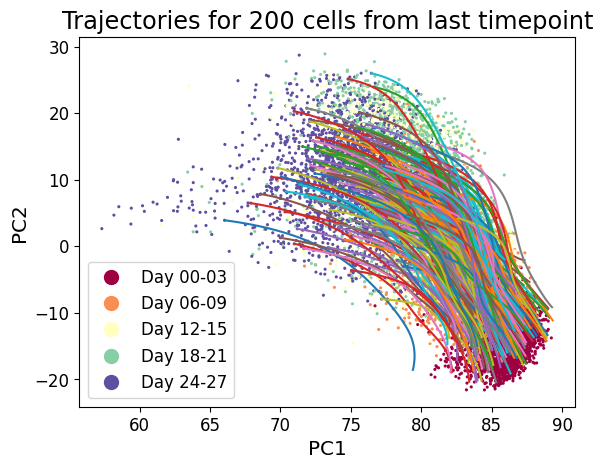 Trajectories for 200 cells from last timepoint
30
20
10
0
−10
−20
PC2
Day 00-03
Day 06-09
Day 12-15
Day 18-21
Day 24-27
60
65
70
75
80
85
90
PC1